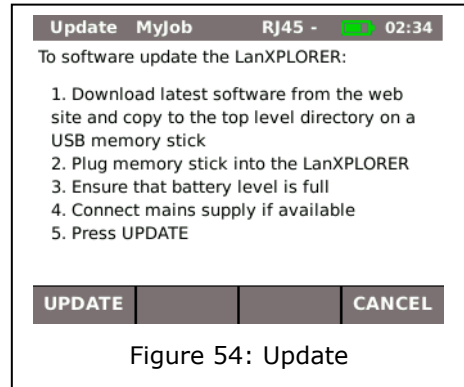 Update MyJob RJ45 - 02:34
To software update the LanXPLORER:
1. Download latest software from the web
site and copy to the top level directory on a
USB memory stick
2. Plug memory stick into the LanXPLORER
3. Ensure that battery level is full
4. Connect mains supply if available
5. Press UPDATE
UPDATE CANCEL
Figure 54: Update